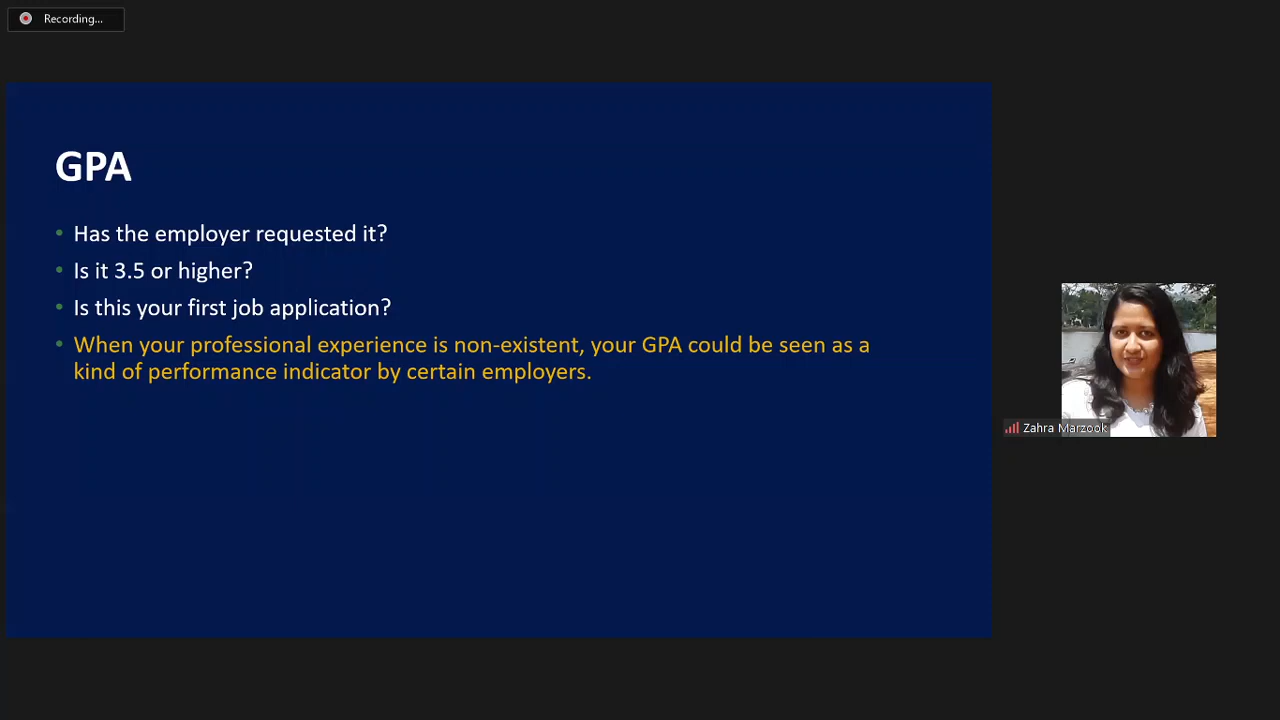 Recording...
GPA
• Has the employer requested it?
• Is it 3.5 or higher?
• Is this your first job application?
• When your professional experience is non-existent, your GPA could be seen as a
kind of performance indicator by certain employers.
Zahra Marzook